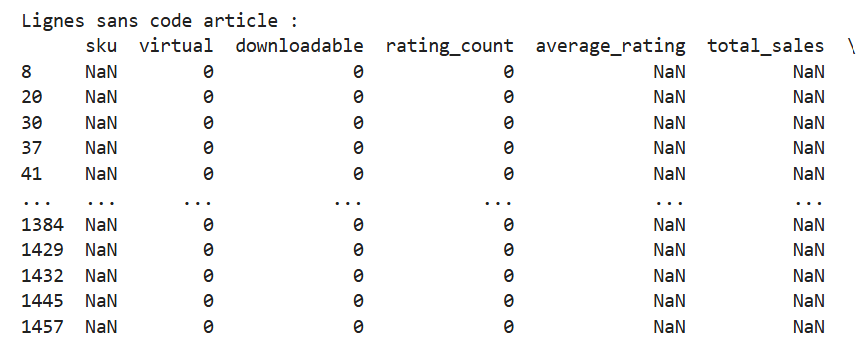 Lignes sans code article :
sku virtual downloadable rating_count average_rating total_sales \
8 NaN 0 0 0 NaN NaN
20 NaN 0 0 0 NaN NaN
30 NaN 0 0 0 NaN NaN
37 NaN 0 0 0 NaN NaN
41 NaN 0 0 0 NaN NaN
... ... ... ... ... ... ...
1384 NaN 0 0 0 NaN NaN
1429 NaN 0 0 0 NaN NaN
1432 NaN 0 0 0 NaN NaN
1445 NaN 0 0 0 NaN NaN
1457 NaN 0 0 0 NaN NaN